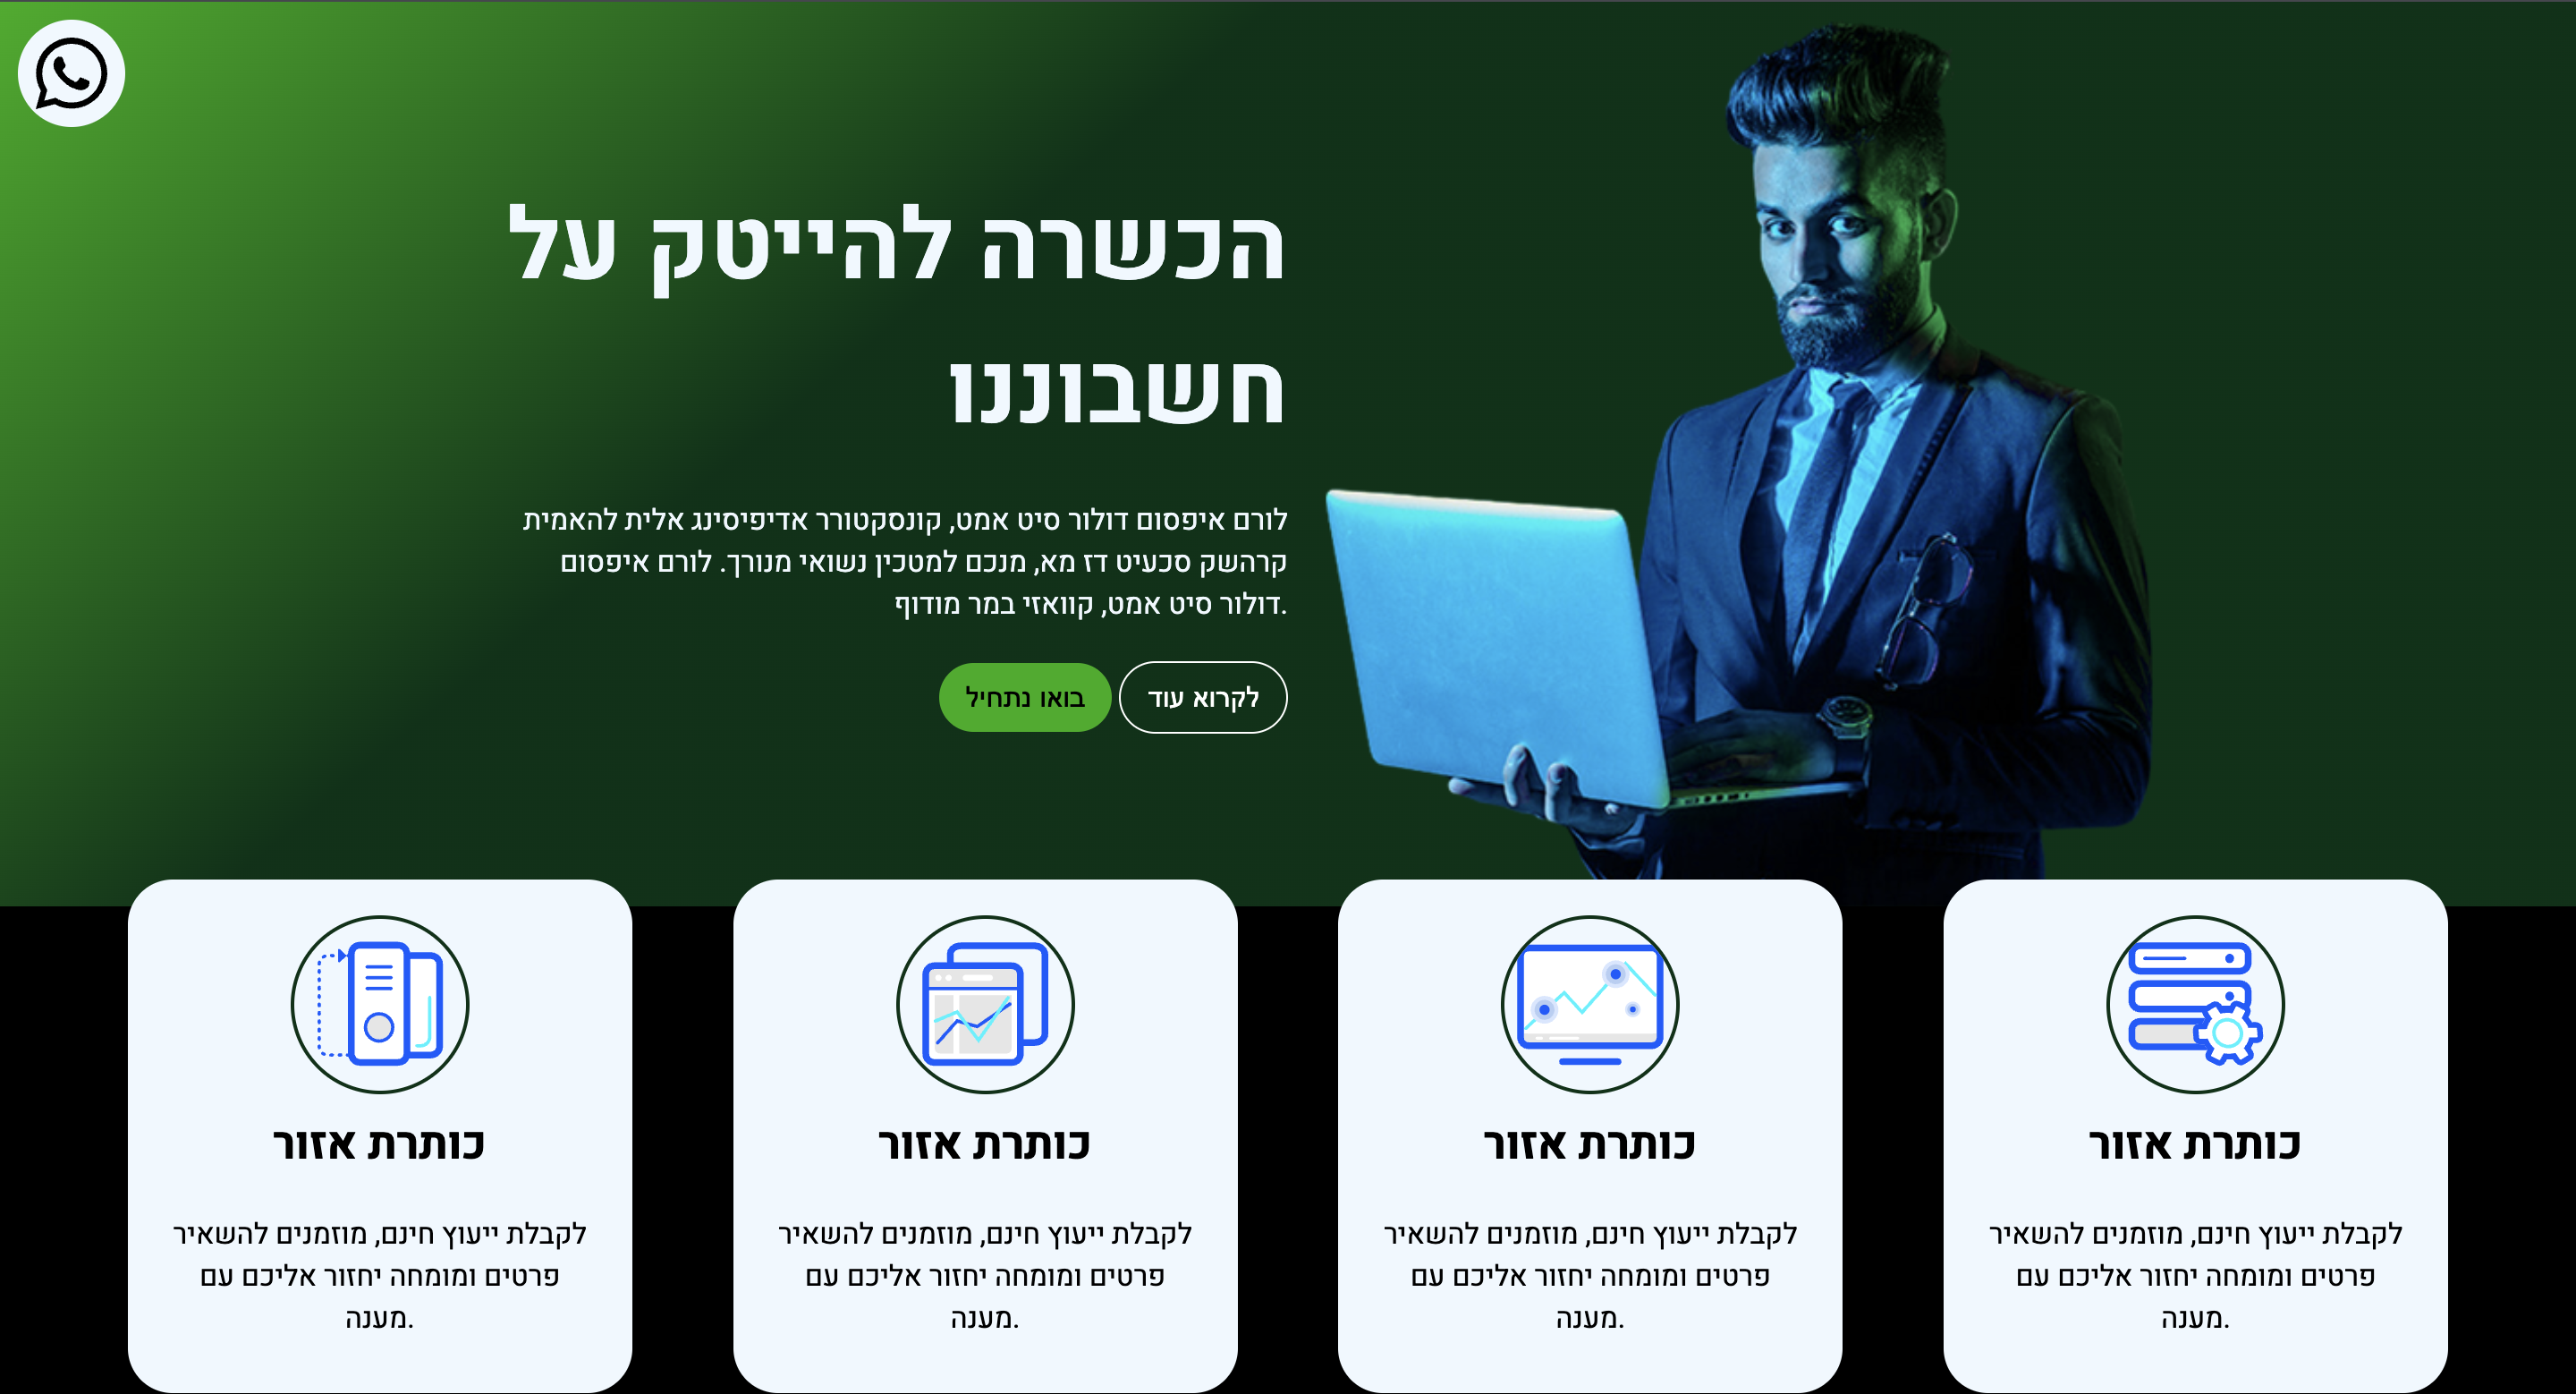 הכשרה להייטק על
חשבוננו
לורם איפסום דולור סיט אמט, קונסקטורר אדיפיסינג אלית להאמית
קרהשק סכעיט דז מא, מנכם למטכין נשואי מנורך. לורם איפסום
דולור סיט אמט, קוואזי במר מודוף.
לקרוא עוד
בואו נתחיל
כותרת אזור
לקבלת ייעוץ חינם, מוזמנים להשאיר
פרטים ומומחה יחזור אליכם עם
מענה.
כותרת אזור
לקבלת ייעוץ חינם, מוזמנים להשאיר
פרטים ומומחה יחזור אליכם עם
מענה.
כותרת אזור
לקבלת ייעוץ חינם, מוזמנים להשאיר
פרטים ומומחה יחזור אליכם עם
מענה.
כותרת אזור
לקבלת ייעוץ חינם, מוזמנים להשאיר
פרטים ומומחה יחזור אליכם עם
מענה.